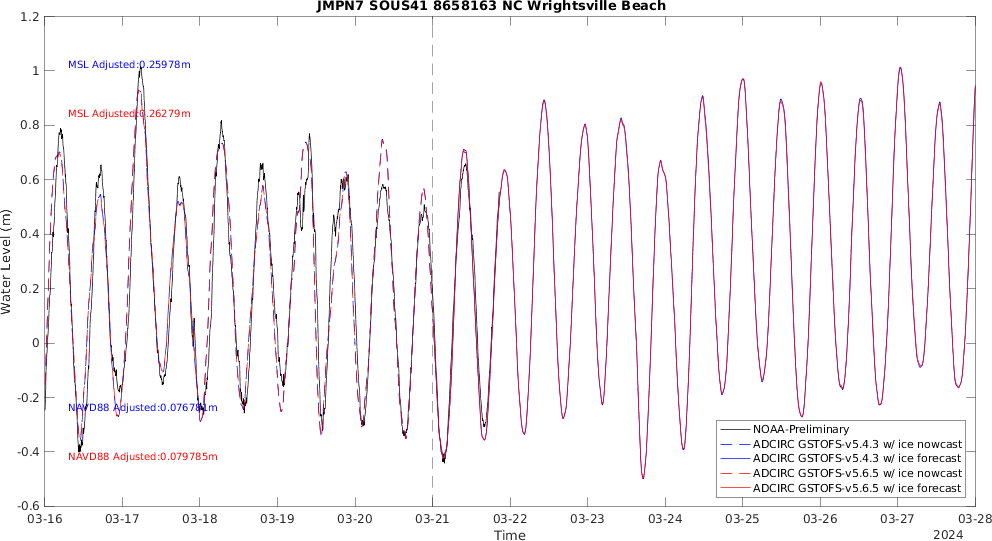 JMPN7 SOUS41 8658163 NC Wrightsville Beach
1.2
1
0.8
0.6
0.4
0.2
0
-0.2
-0.4
-0.6
Water Level (m)
MSL Adjusted:0.25978m
MSL Adjusted:0.26279m
NAVD88 Adjusted:0.076781m
NAVD88 Adjusted:0.079785m
NOAA-Preliminary
ADCIRC GSTOFS-v5.4.3 w/ ice nowcast
ADCIRC GSTOFS-v5.4.3 w/ ice forecast
ADCIRC GSTOFS-v5.6.5 w/ ice nowcast
ADCIRC GSTOFS-v5.6.5 w/ ice forecast
03-16 03-17 03-18 03-19 03-20 03-21 03-22 03-23 03-24 03-25 03-26 03-27 03-28
Time
2024